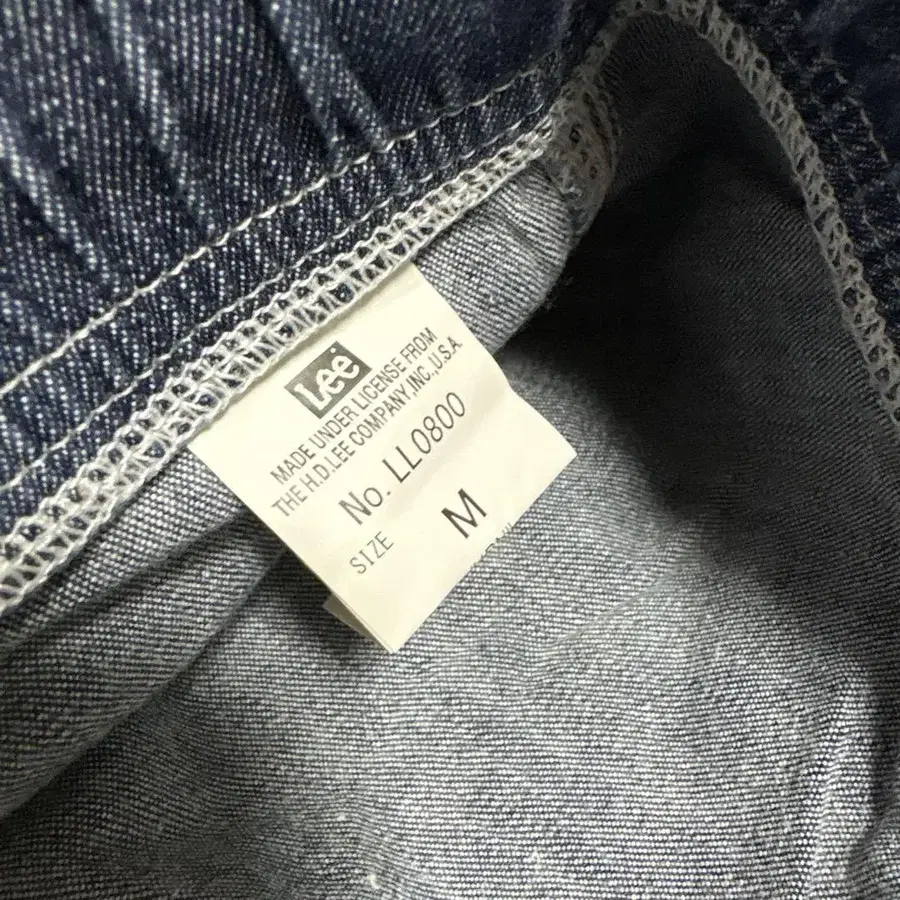 Lee
MADE UNDER LICENSE FROM
THE H.D.LEE COMPANY,INC.,U.S.A
No. LL0800
SIZE M